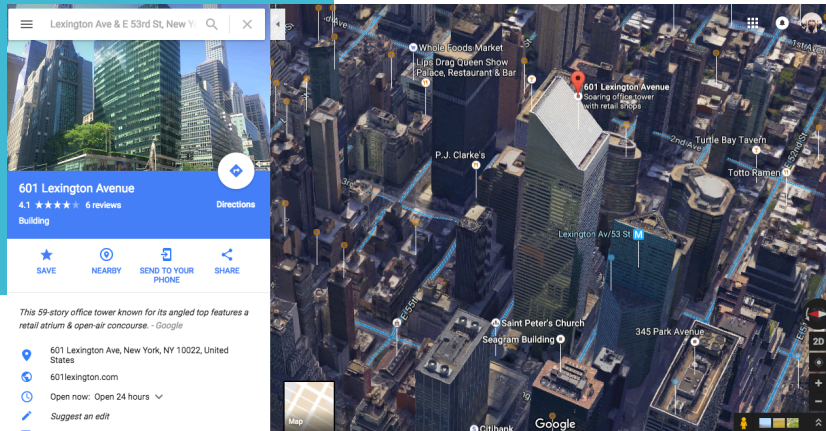 Lexington Ave & E 53rd St, New Y
601 Lexington Avenue
4.1 6 reviews
Directions
Building
SAVE
NEARBY
SEND TO YOUR
PHONE
SHARE
This 59-story office tower known for its angled top features a
retail atrium & open-air concourse. - Google
601 Lexington Ave, New York, NY 10022, United
States
601lexington.com
Open now: Open 24 hours
Suggest an edit
Whole Foods Market
1st Aven
Lips Drag Queen Show
Palace, Restaurant & Bar
601 Lexington Avenue
Soaring office tower
with retail shops
2nd Ave
Turtle Bay Tavern
E 52nd St
P.J. Clarke's
Totto Ramen
3rd
Lexington Av/53 St M
E 55th
Saint Peter's Church
Seagram Building
345 Park Avenue
2D
Map
Google
Citibank